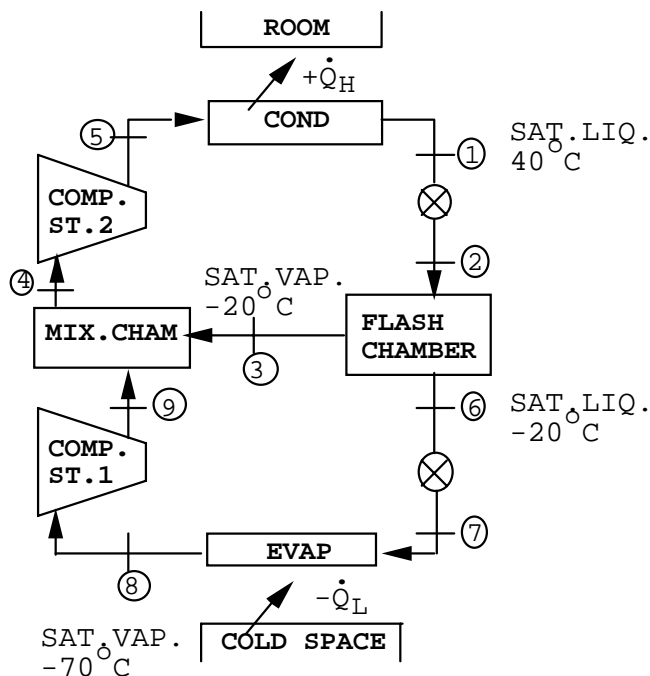 ROOM
+Q̇H
COND
5
1
SAT.LIQ.
40°C
COMP.
ST.2
2
4
SAT.VAP.
-20°C
MIX.CHAM
FLASH
CHAMBER
3
9
6
SAT.LIQ.
-20°C
COMP.
ST.1
7
EVAP
8
-Q̇L
SAT.VAP.
-70°C
COLD SPACE